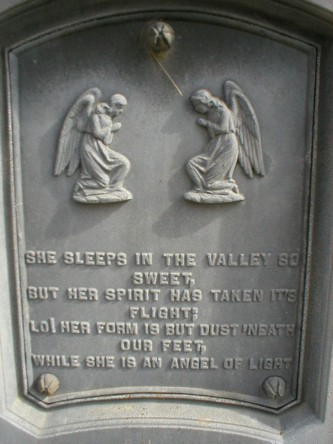 SHE SLEEPS IN THE VALLEY SO
SWEET,
BUT HER SPIRIT HAS TAKEN IT'S
FLIGHT;
LO! HER FORM IS BUT DUST 'NEATH
OUR FEET,
WHILE SHE IS AN ANGEL OF LIGHT